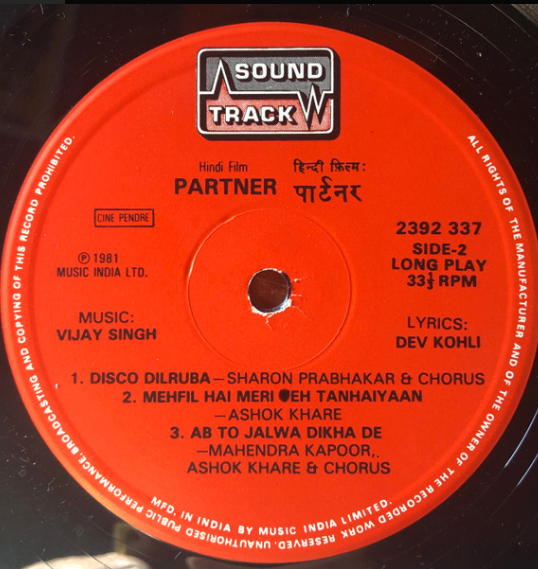 SOUND
TRACK
Hindi Film
PARTNER
हिन्दी फ़िल्म:
पार्टनर
CINE PENDRE
℗ 1981
MUSIC INDIA LTD.
2392 337
SIDE-2
LONG PLAY
33⅓ RPM
MUSIC:
VIJAY SINGH
LYRICS:
DEV KOHLI
1. DISCO DILRUBA – SHARON PRABHAKAR & CHORUS
2. MEHFIL HAI MERI EH TANHAIYAAN
– ASHOK KHARE
3. AB TO JALWA DIKHA DE
– MAHENDRA KAPOOR,.
ASHOK KHARE & CHORUS
MFD. IN INDIA BY MUSIC INDIA LIMITED.
ALL RIGHTS OF THE MANUFACTURER AND OF THE OWNER OF THE RECORDED WORK RESERVED. UNAUTHORISED PUBLIC PERFORMANCE BROADCASTING AND COPYING OF THIS RECORD PROHIBITED.